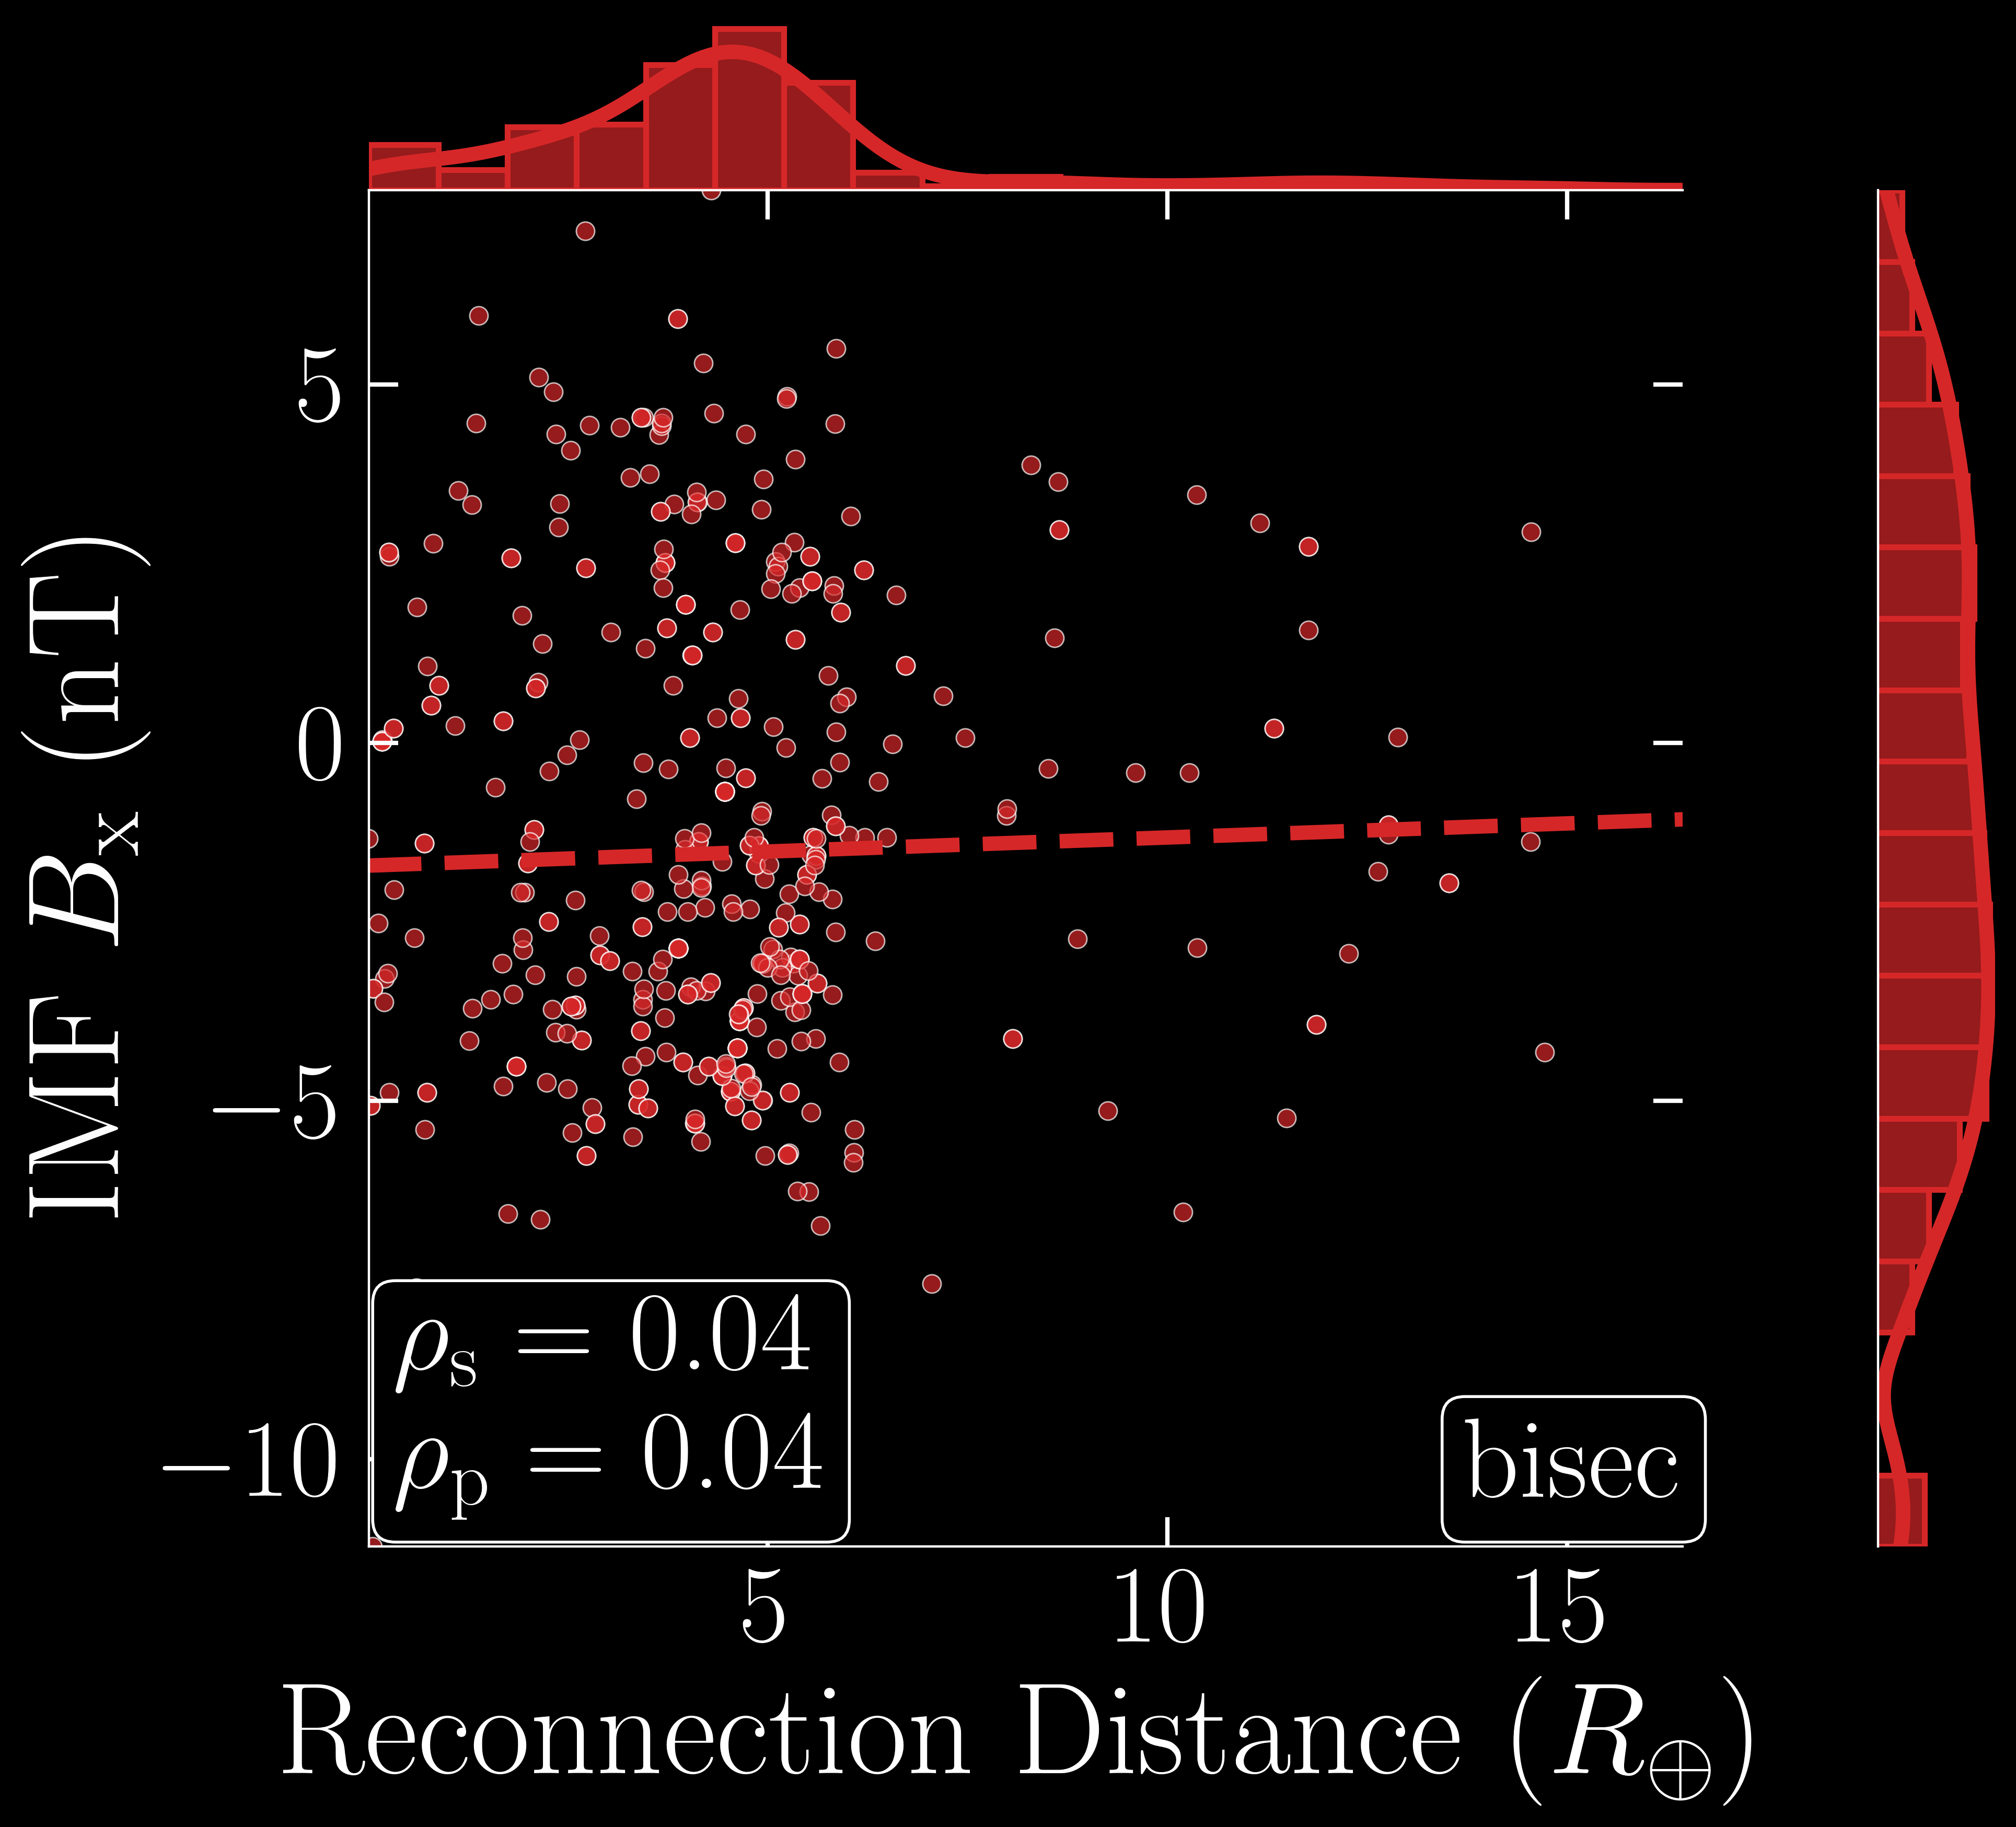 IMF Bx (nT)
5
0
−5
−10
ρs = 0.04
ρp = 0.04
bisec
5 10 15
Reconnection Distance (R⊕)